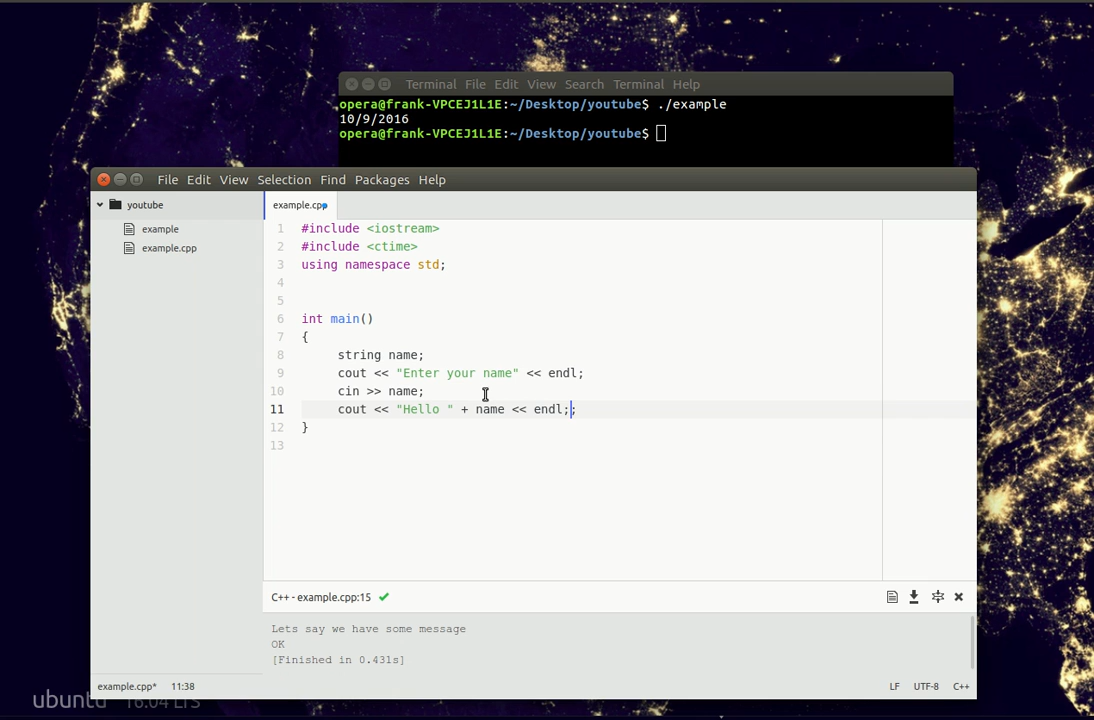 Terminal File Edit View Search Terminal Help
opera@frank-VPCEJ1L1E:~/Desktop/youtube$ ./example
10/9/2016
opera@frank-VPCEJ1L1E:~/Desktop/youtube$
File Edit View Selection Find Packages Help
youtube
example
example.cpp
example.cpp
1 #include <iostream>
2 #include <ctime>
3 using namespace std;
4
5
6 int main()
7 {
8 string name;
9 cout << "Enter your name" << endl;
10 cin >> name;
11 cout << "Hello " + name << endl;;
12 }
13
C++ - example.cpp:15
Lets say we have some message
OK
[Finished in 0.431s]
example.cpp* 11:38 LF UTF-8 C++
ubuntu 16.04 LTS